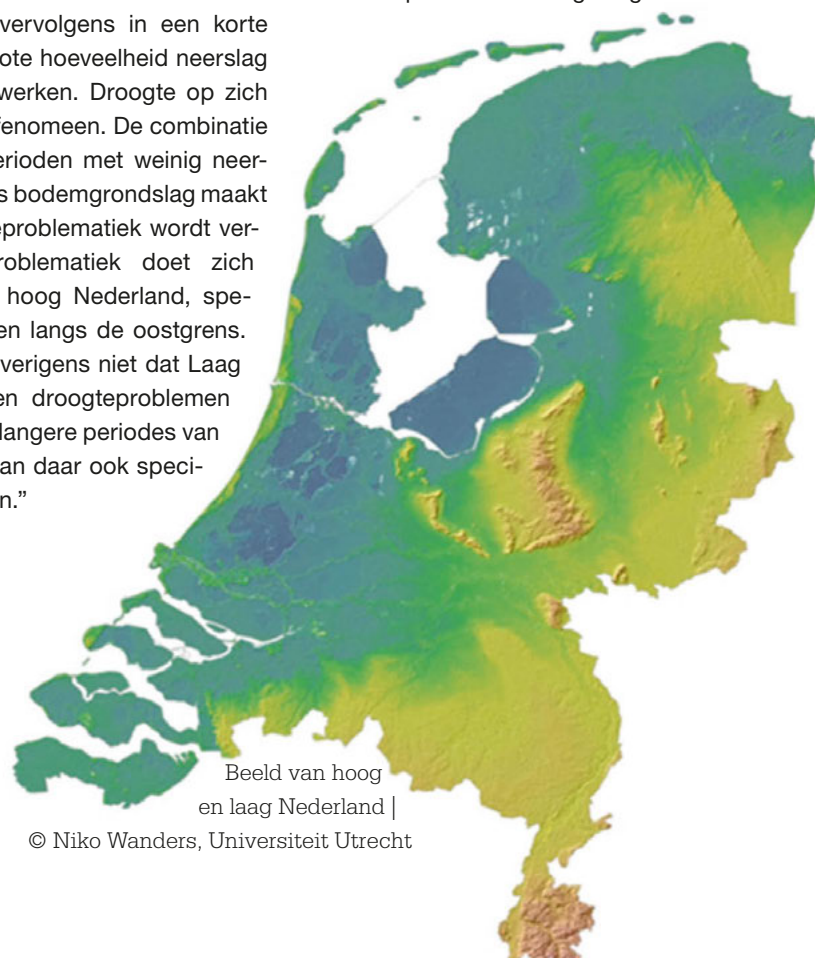 vervolgens in een korte
ote hoeveelheid neerslag
werken. Droogte op zich
fenomeen. De combinatie
erioden met weinig neer-
s bodemgrondslag maakt
eproblematiek wordt ver-
roblematiek doet zich
hoog Nederland, spe-
en langs de oostgrens.
verigens niet dat Laag
en droogteproblemen
langere periodes van
an daar ook speci-
n.”
Beeld van hoog
en laag Nederland |
© Niko Wanders, Universiteit Utrecht